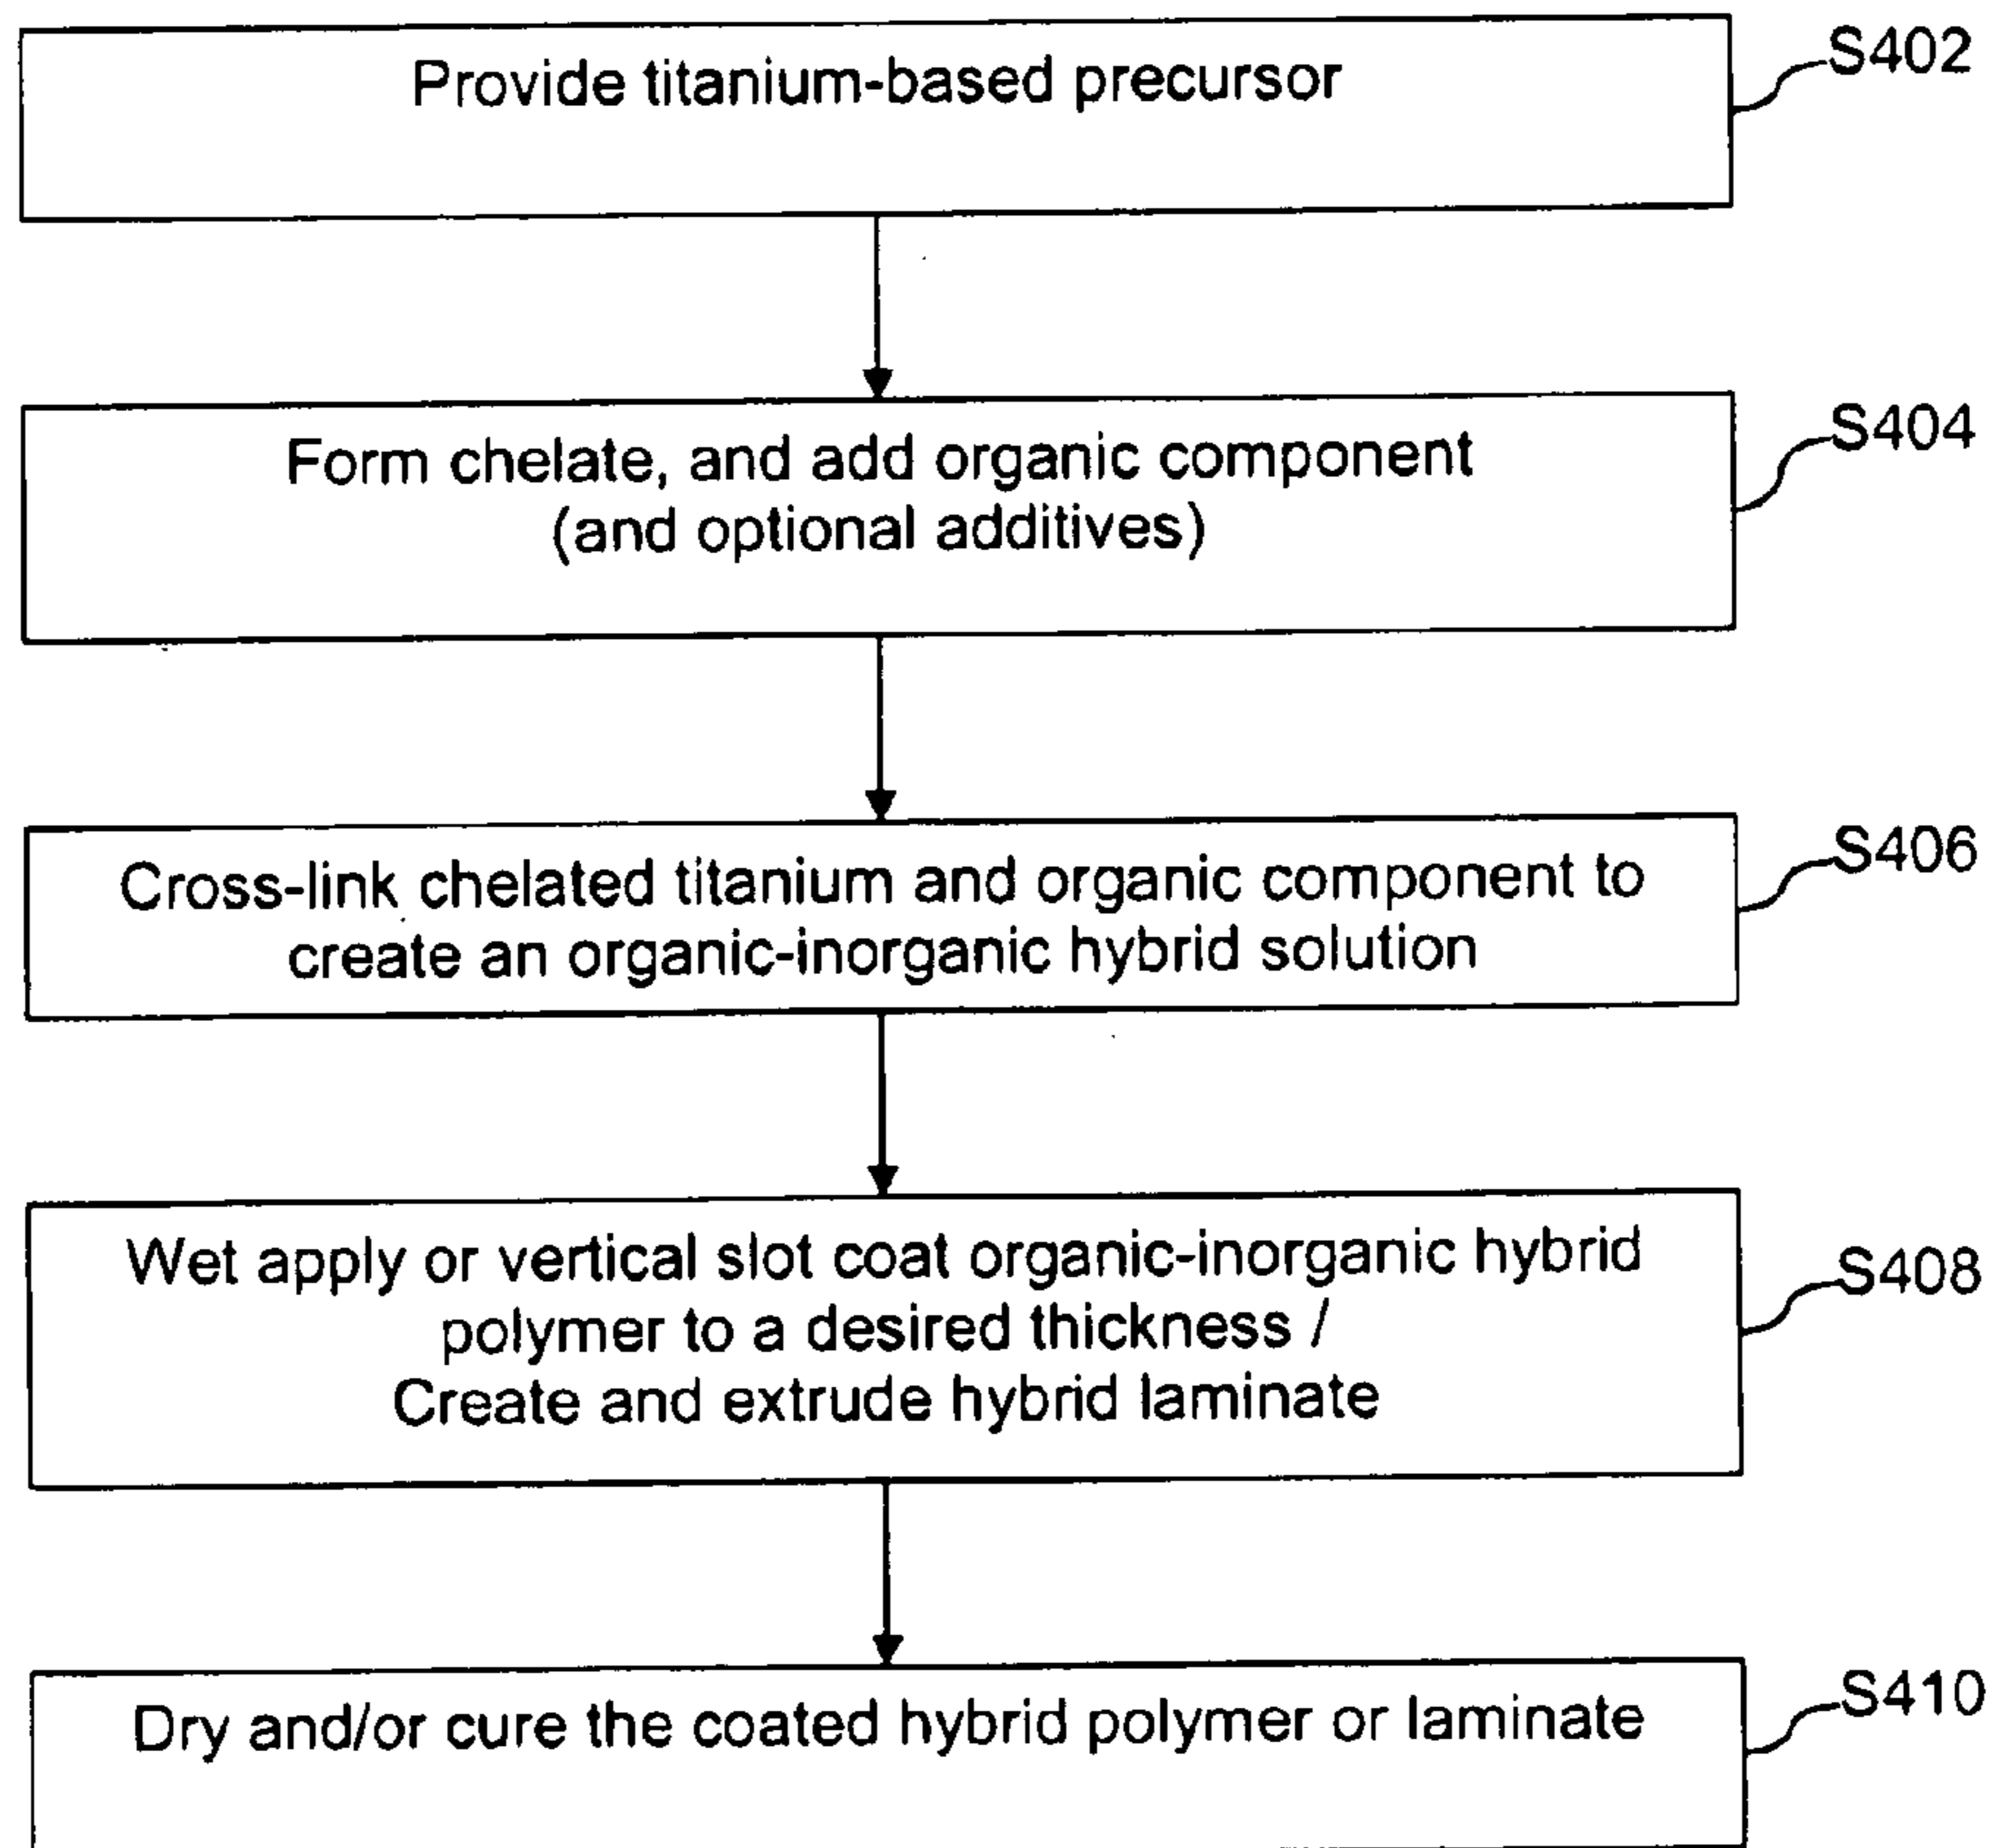 Provide titanium-based precursor
S402
Form chelate, and add organic component
(and optional additives)
S404
Cross-link chelated titanium and organic component to
create an organic-inorganic hybrid solution
S406
Wet apply or vertical slot coat organic-inorganic hybrid
polymer to a desired thickness /
Create and extrude hybrid laminate
S408
Dry and/or cure the coated hybrid polymer or laminate
S410